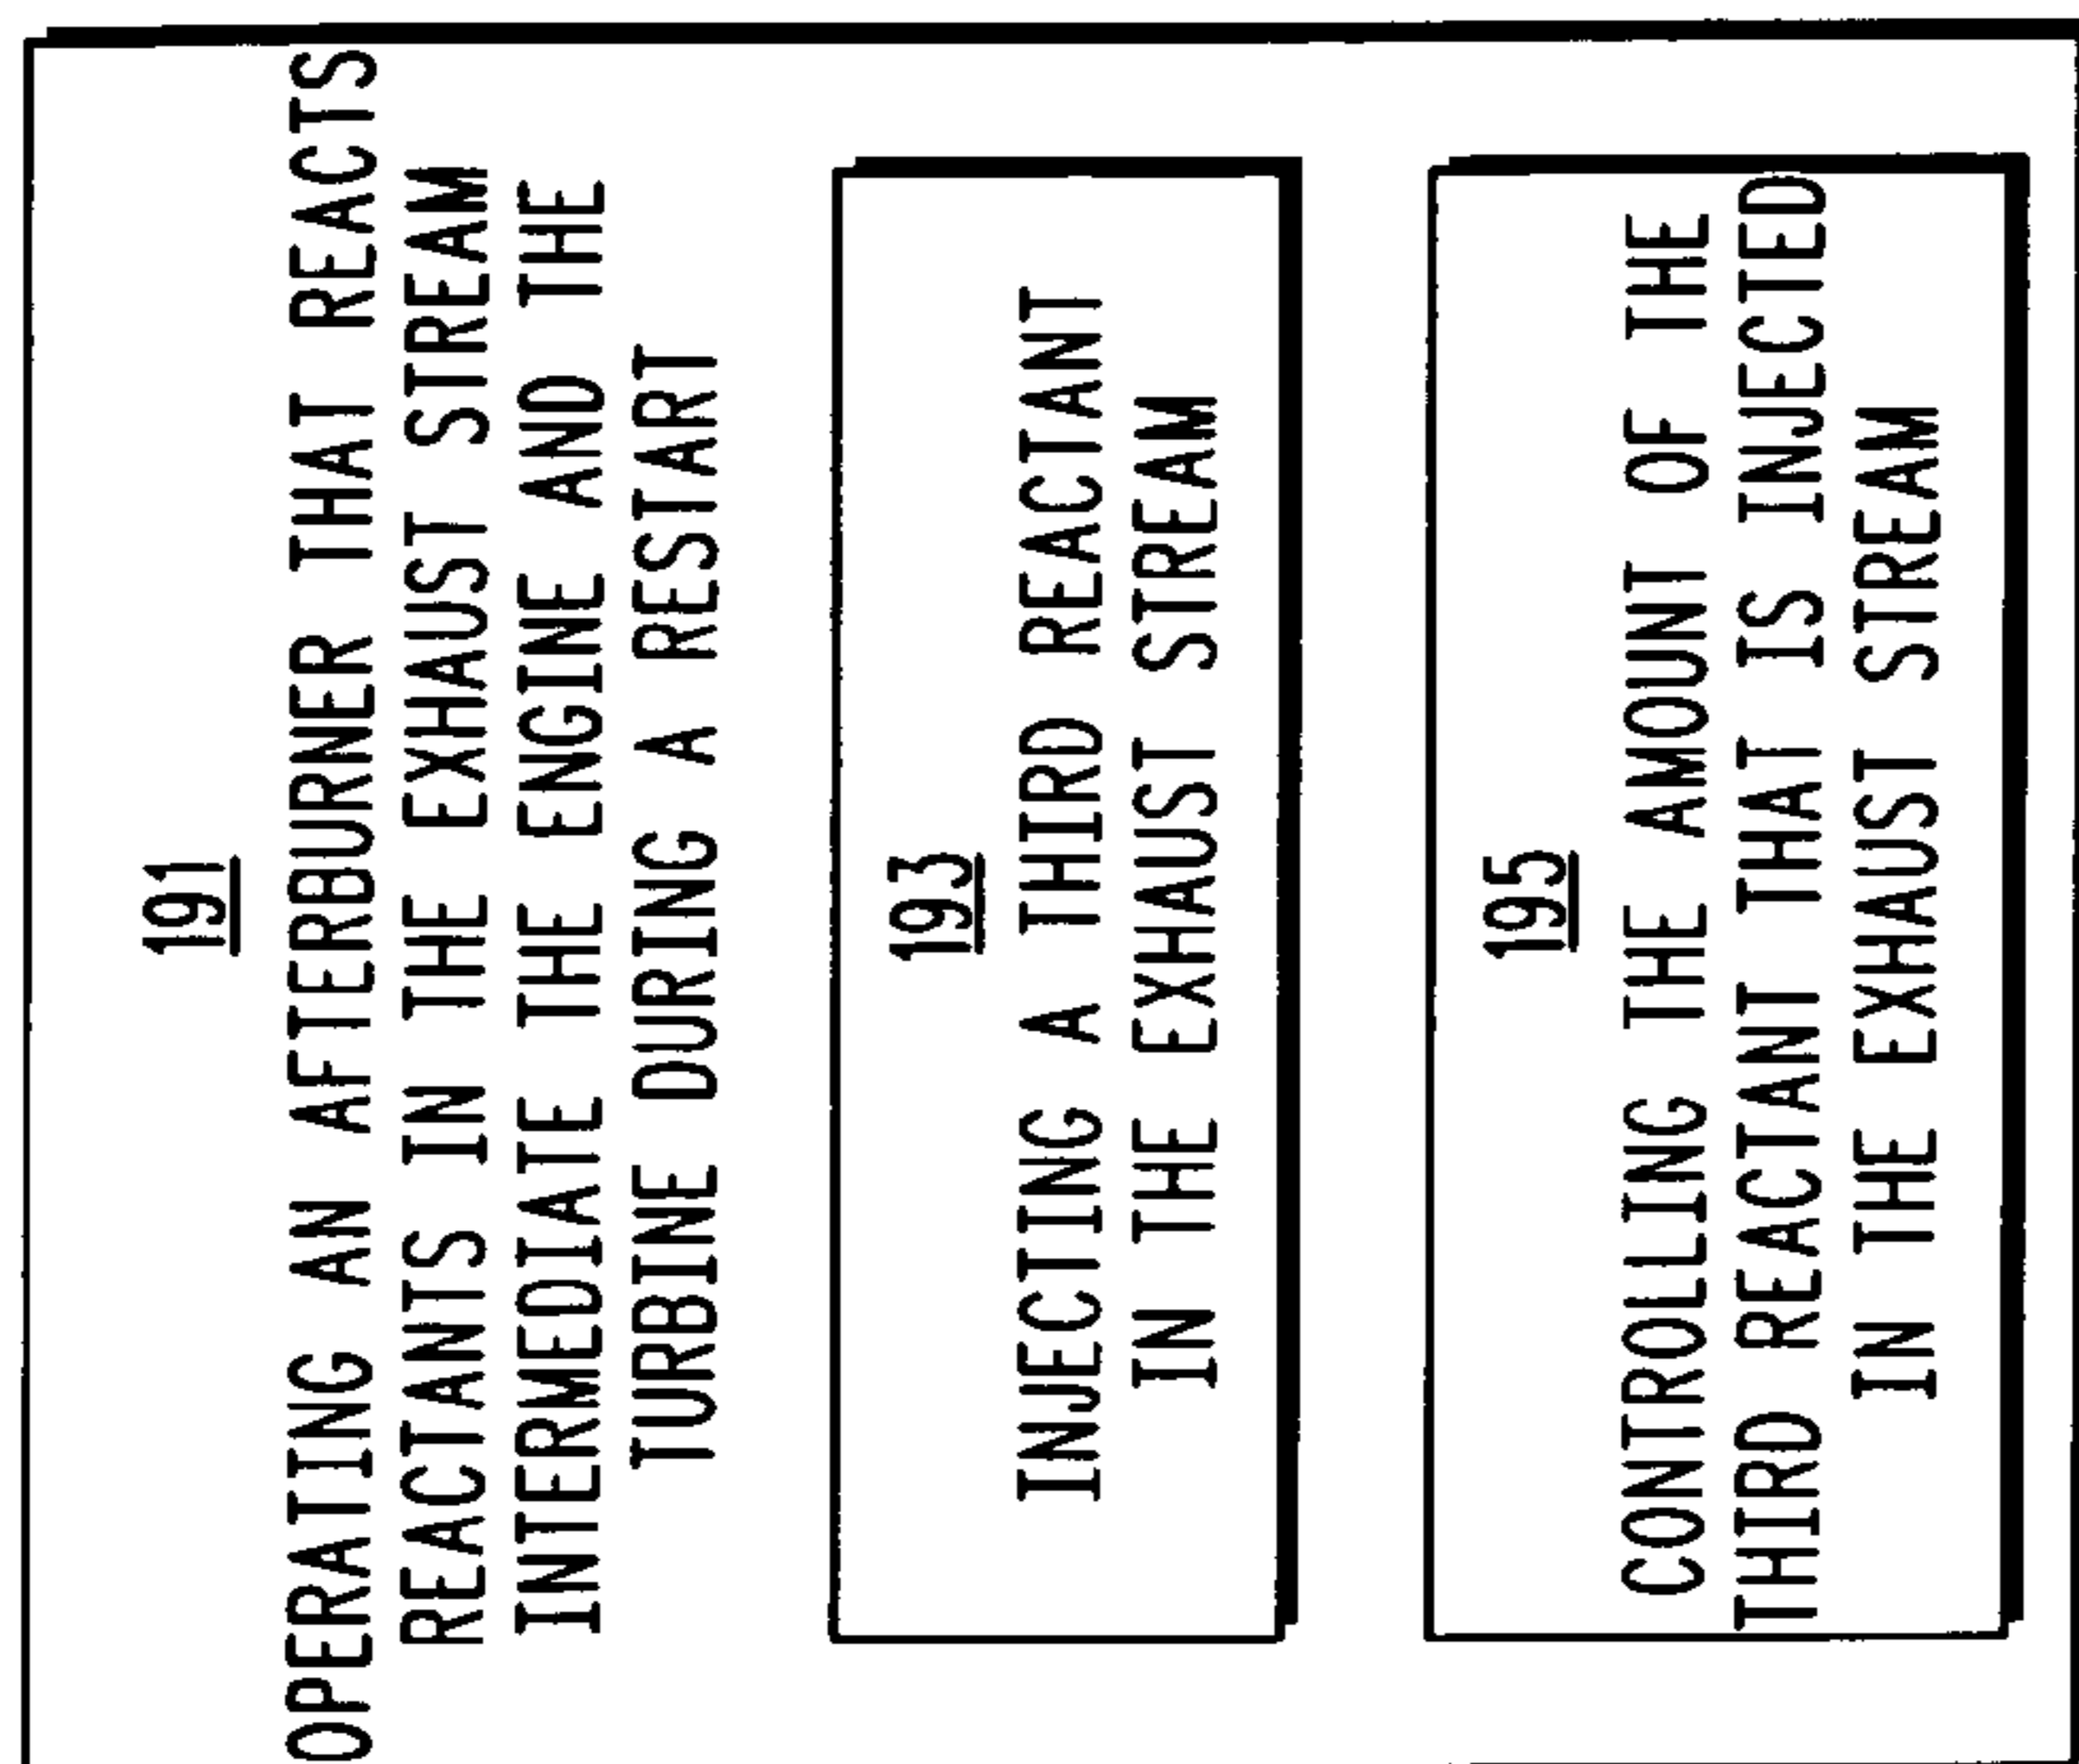 191
OPERATING AN AFTERBURNER THAT REACTS
REACTANTS IN THE EXHAUST STREAM
INTERMEDIATE THE ENGINE AND THE
TURBINE DURING A RESTART
193
INJECTING A THIRD REACTANT
IN THE EXHAUST STREAM
195
CONTROLLING THE AMOUNT OF THE
THIRD REACTANT THAT IS INJECTED
IN THE EXHAUST STREAM